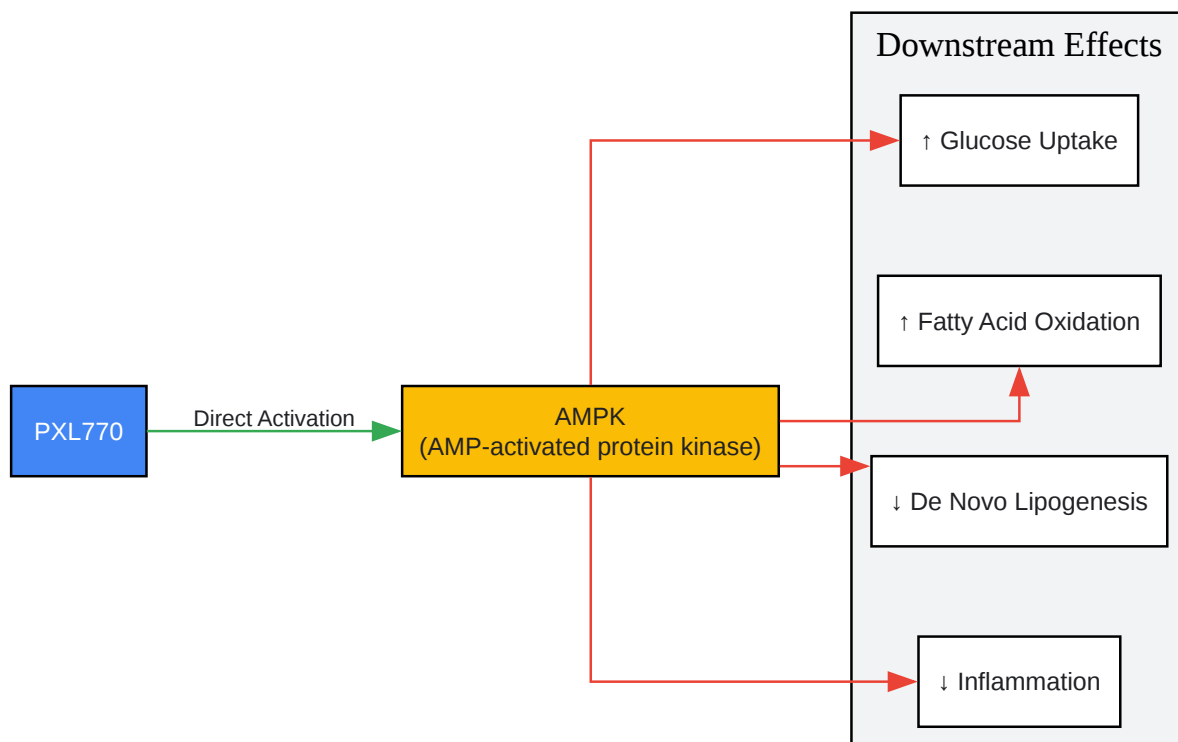 Downstream Effects
↑ Glucose Uptake
↑ Fatty Acid Oxidation
PXL770
Direct Activation
AMPK
(AMP-activated protein kinase)
↓ De Novo Lipogenesis
↓ Inflammation